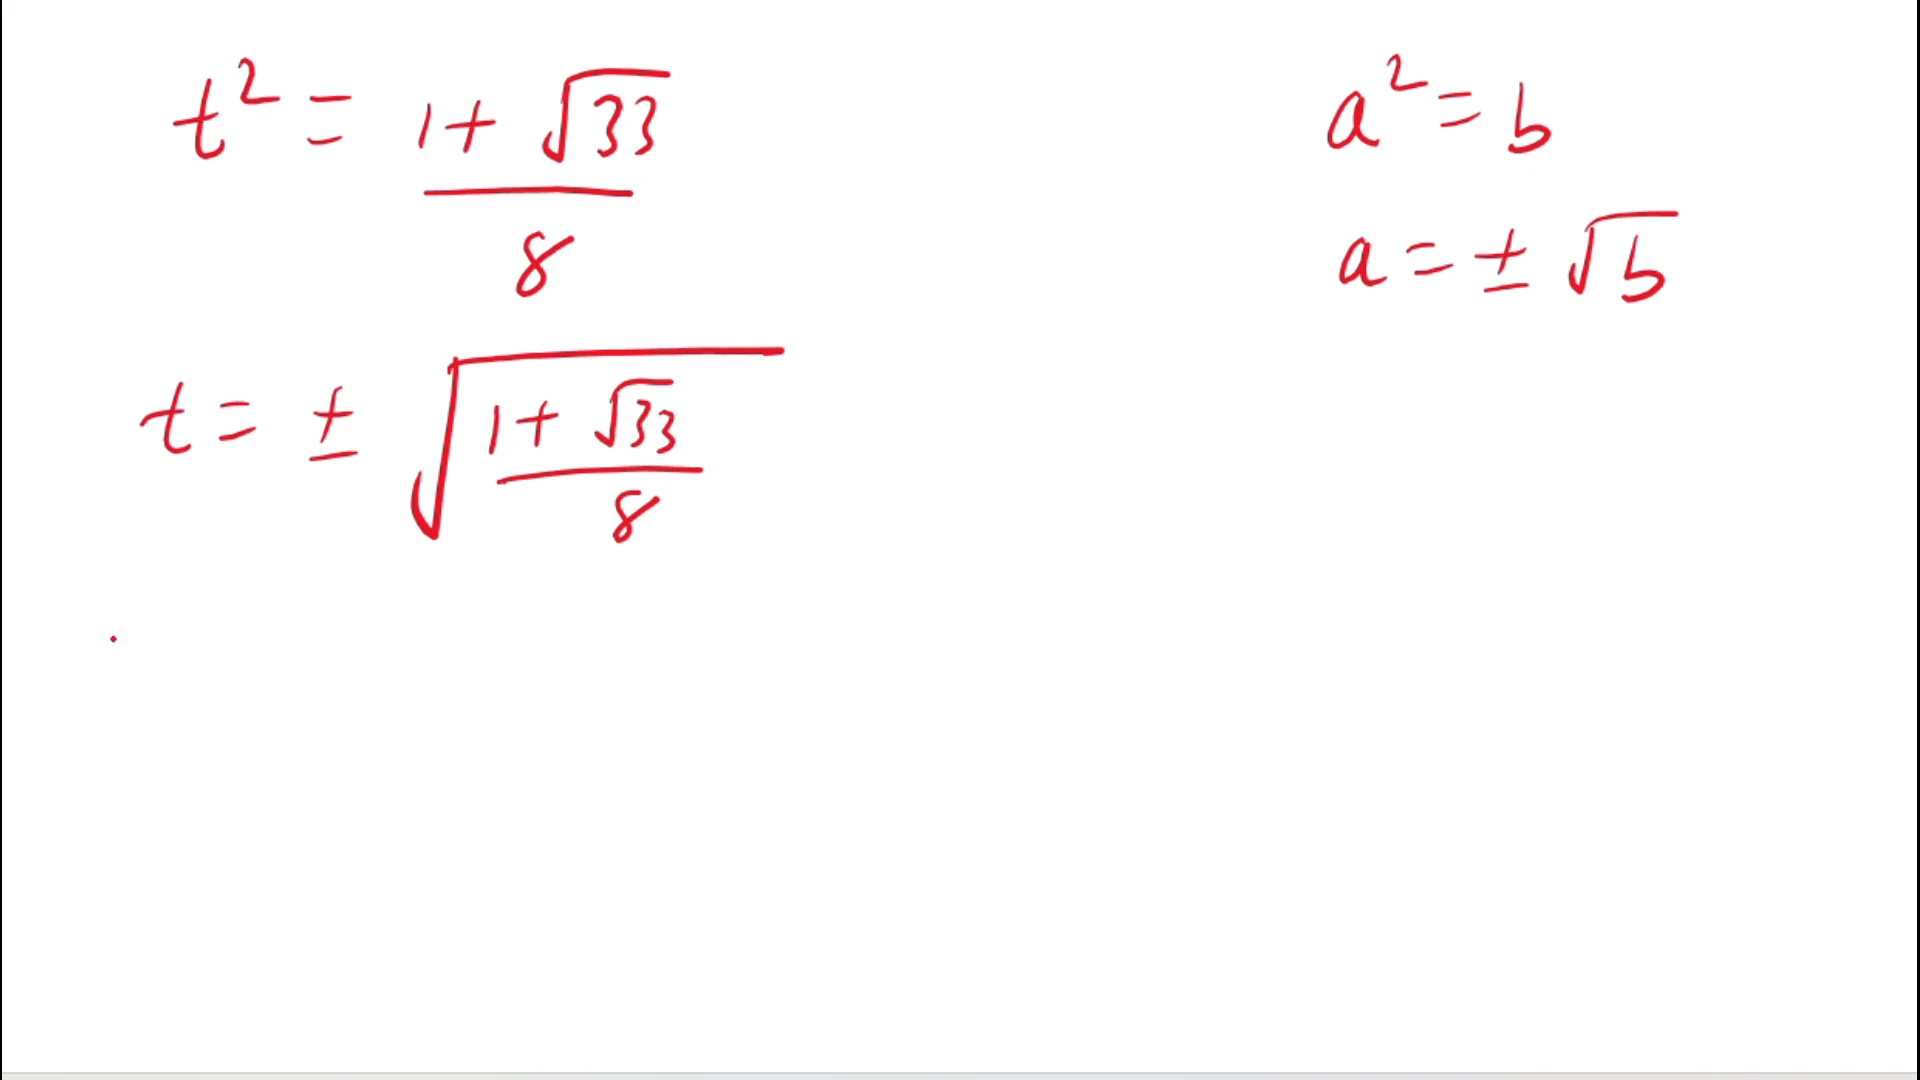 t² = (1 + √33)/8
t = ± √((1 + √33)/8)
a² = b
a = ± √b